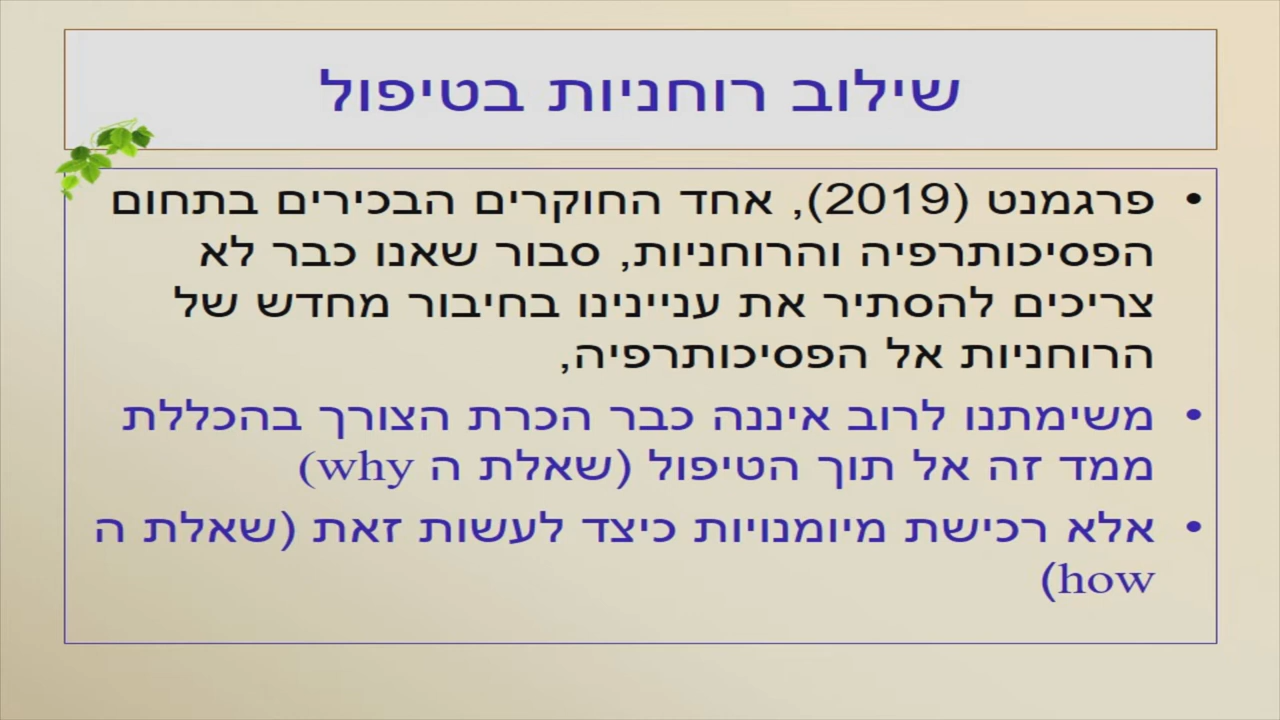 שילוב רוחניות בטיפול
• פרגמנט (2019), אחד החוקרים הבכירים בתחום
הפסיכותרפיה והרוחניות, סבור שאנו כבר לא
צריכים להסתיר את עניינינו בחיבור מחדש של
הרוחניות אל הפסיכותרפיה,
• משימתנו לרוב איננה כבר הכרת הצורך בהכללת
ממד זה אל תוך הטיפול (שאלת ה why)
• אלא רכישת מיומנויות כיצד לעשות זאת (שאלת ה
how)